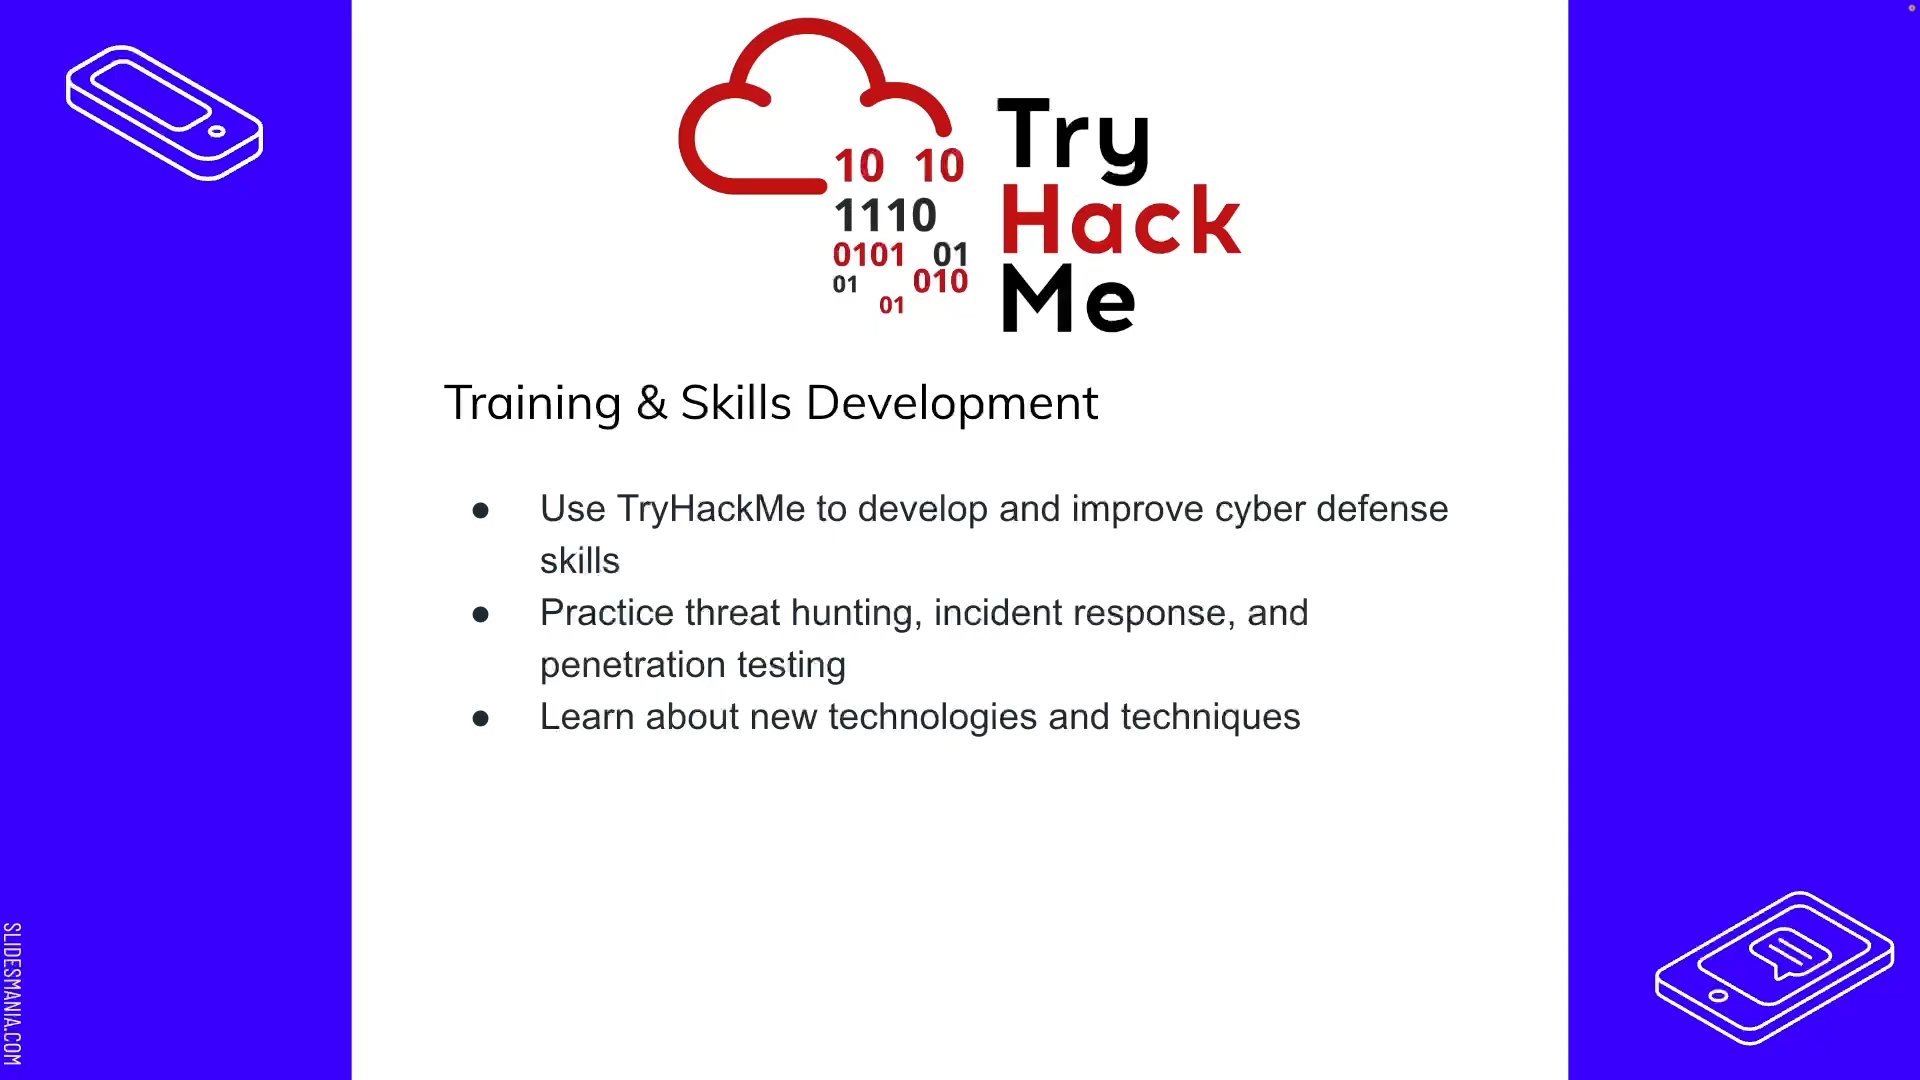 Try
Hack
Me
10 10
1110
0101 01
01 010
01
Training & Skills Development
● Use TryHackMe to develop and improve cyber defense
skills
● Practice threat hunting, incident response, and
penetration testing
● Learn about new technologies and techniques
SLIDESMANIA.COM